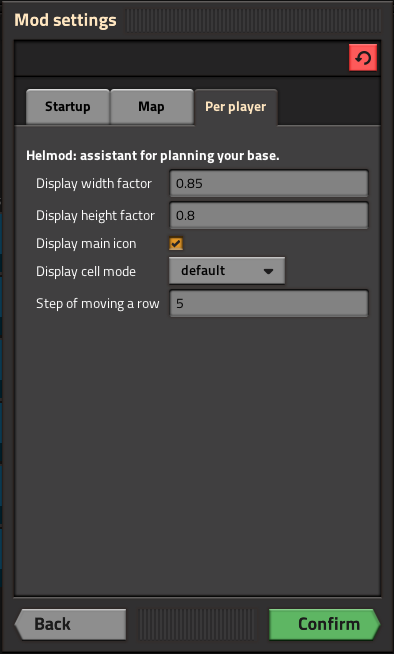 Mod settings
Startup Map Per player
Helmod: assistant for planning your base.
Display width factor 0.85
Display height factor 0.8
Display main icon
Display cell mode default
Step of moving a row 5
Back Confirm